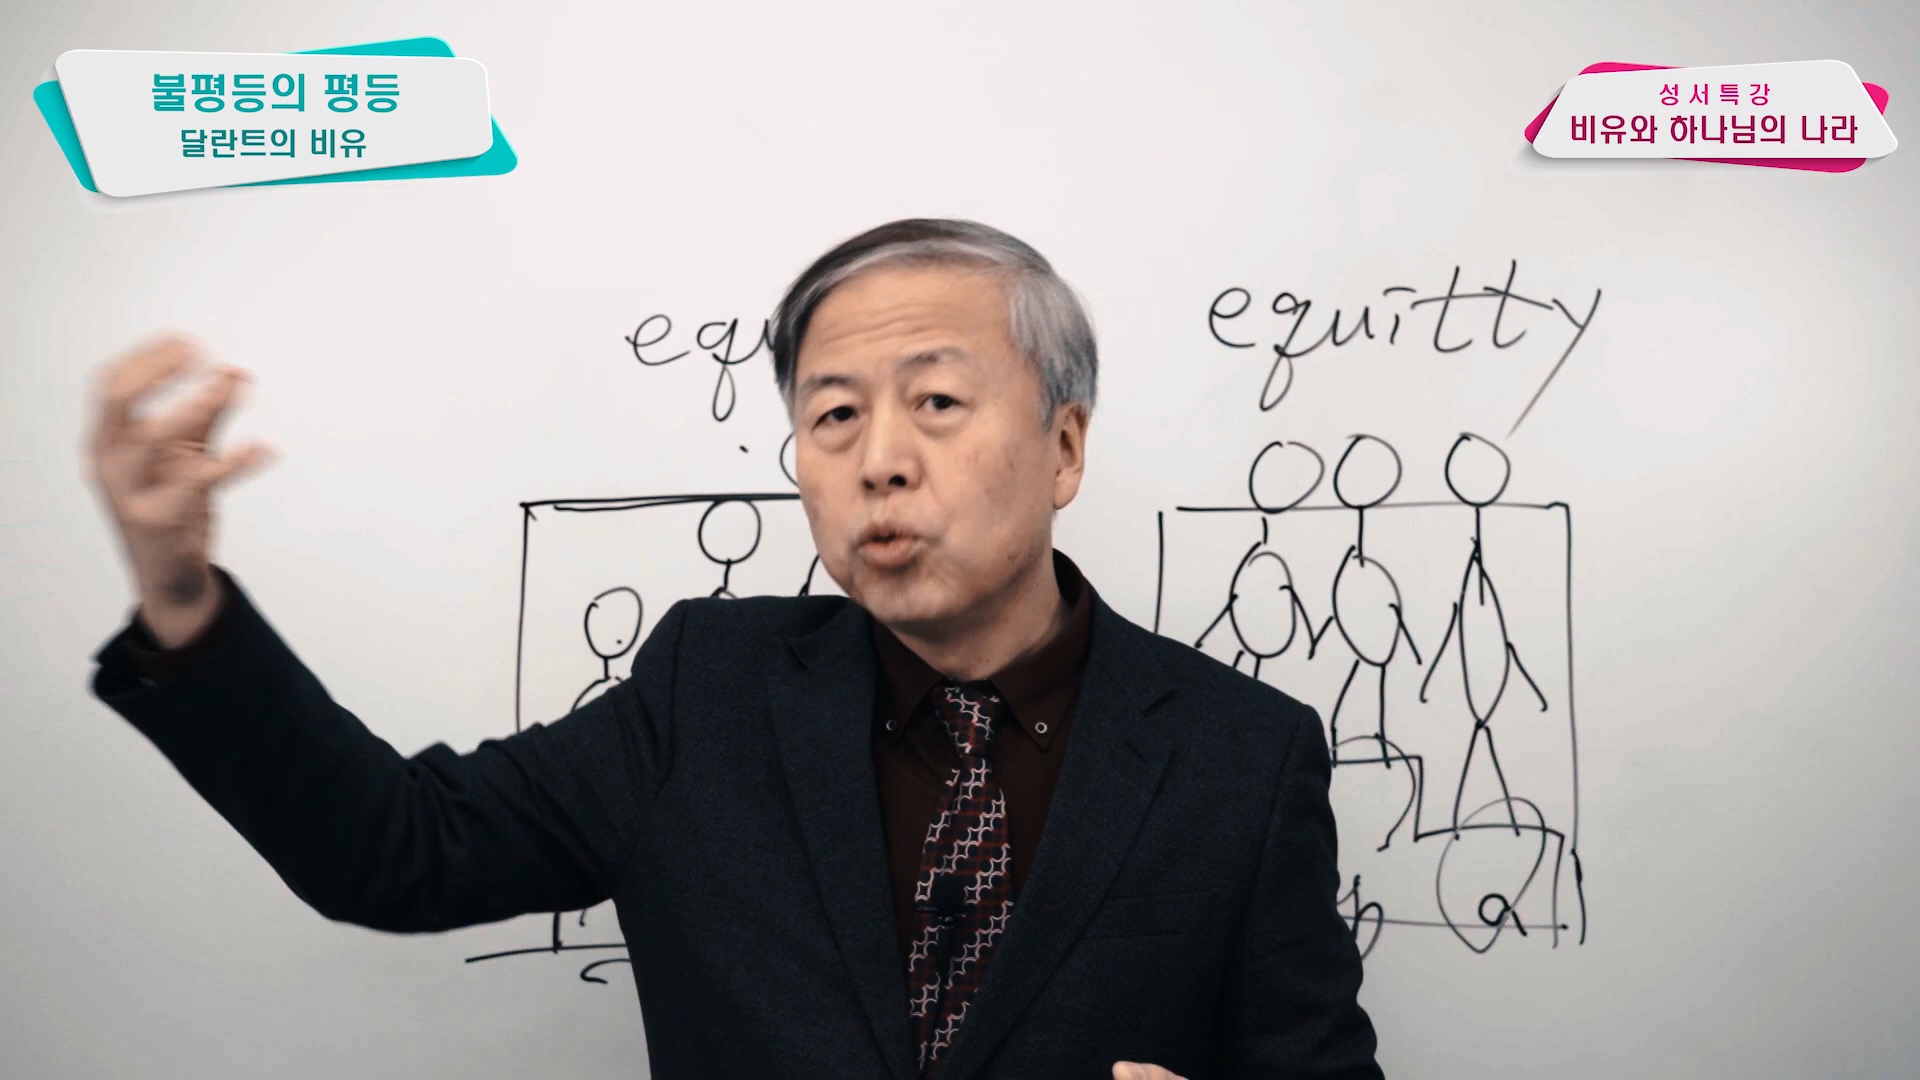 불평등의 평등
달란트의 비유
성서특강
비유와 하나님의 나라
equ
equitty
a